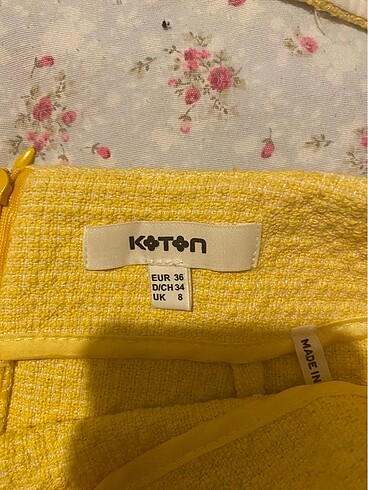 KOTON
EUR 36
D/CH 34
UK 8
MADE IN